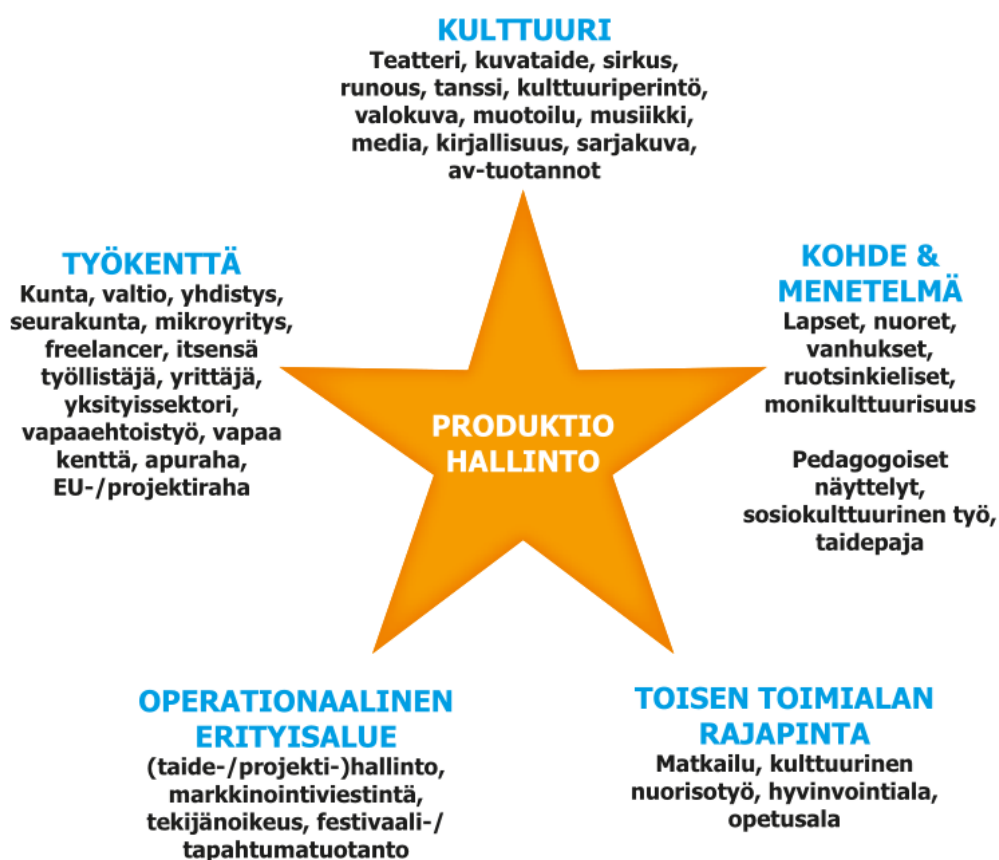 KULTTUURI
Teatteri, kuvataide, sirkus,
runous, tanssi, kulttuuriperintö,
valokuva, muotoilu, musiikki,
media, kirjallisuus, sarjakuva,
av-tuotannot
TYÖKENTTÄ
Kunta, valtio, yhdistys,
seurakunta, mikroyritys,
freelancer, itsensä
työllistäjä, yrittäjä,
yksityissektori,
vapaaehtoistyö, vapaa
kenttä, apuraha,
EU-/projektiraha
KOHDE &
MENETELMÄ
Lapset, nuoret,
vanhukset,
ruotsinkieliset,
monikulttuurisuus
Pedagogoiset
näyttelyt,
sosiokulttuurinen työ,
taidepaja
PRODUKTIO
HALLINTO
OPERATIONAALINEN
ERITYISALUE
(taide-/projekti-)hallinto,
markkinointiviestintä,
tekijänoikeus, festivaali-/
tapahtumatuotanto
TOISEN TOIMIALAN
RAJAPINTA
Matkailu, kulttuurinen
nuorisotyö, hyvinvointiala,
opetusala